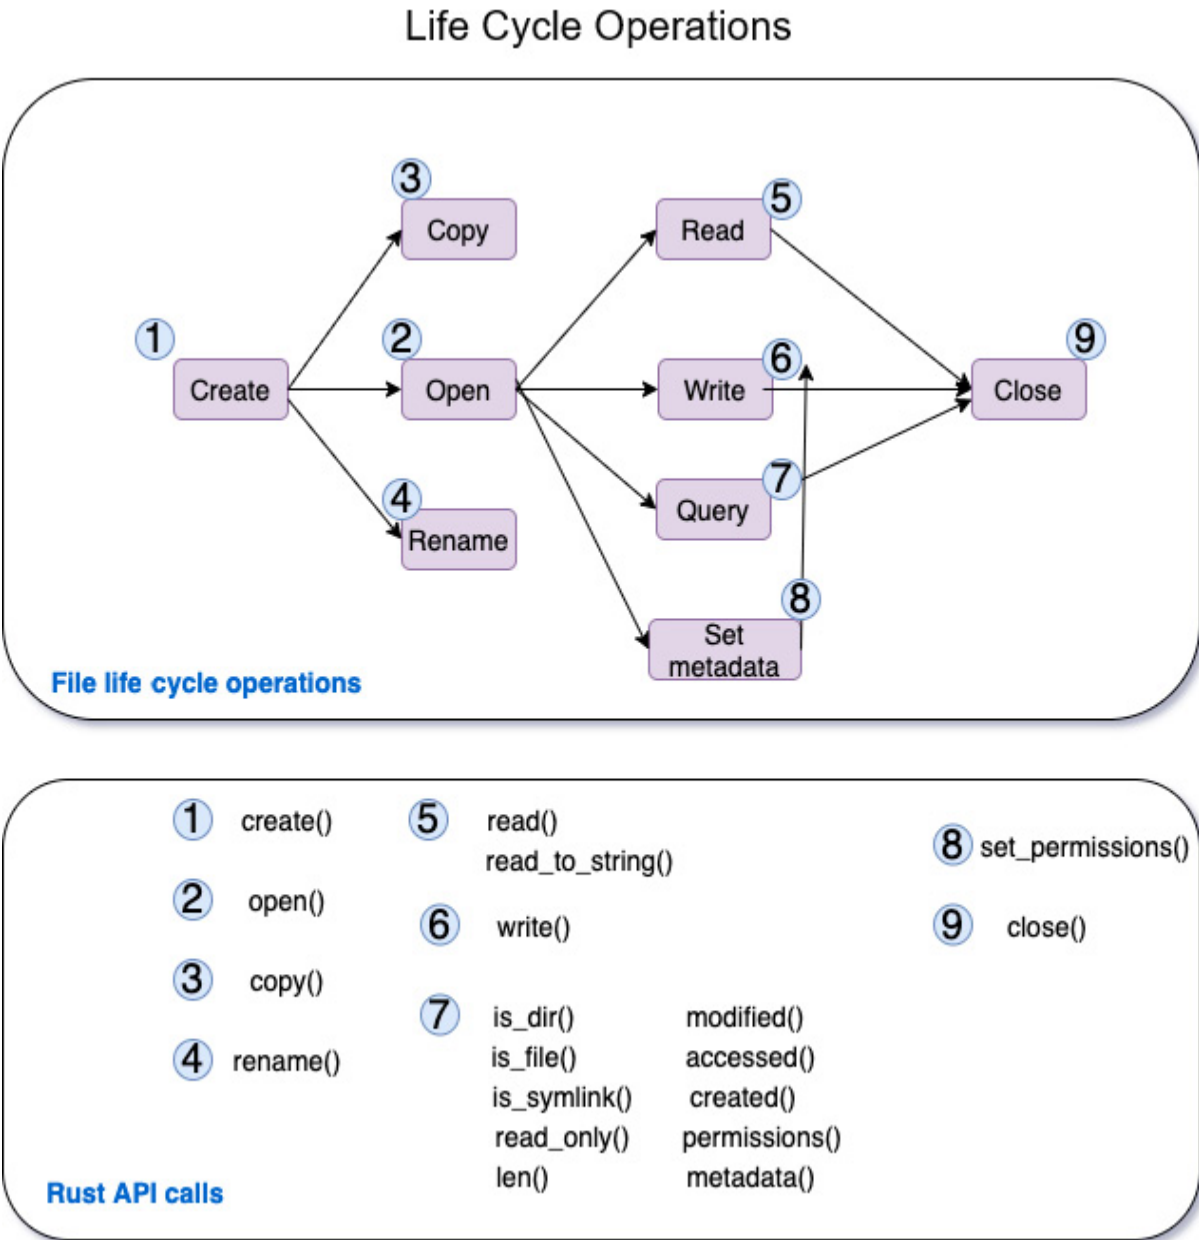 Life Cycle Operations
3
Copy
5
Read
1
Create
2
Open
6
Write
9
Close
4
Rename
7
Query
8
Set
metadata
File life cycle operations
1 create()
2 open()
3 copy()
4 rename()
5 read()
read_to_string()
6 write()
7 is_dir() modified()
is_file() accessed()
is_symlink() created()
read_only() permissions()
len() metadata()
8 set_permissions()
9 close()
Rust API calls